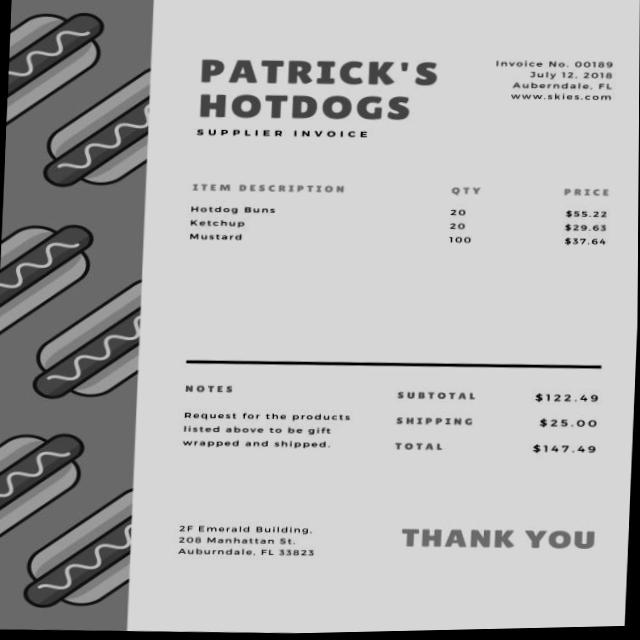 PATRICK'S
HOTDOGS
SUPPLIER INVOICE
Invoice No. 00189
July 12, 2018
Auberndale, FL
www.skies.com
ITEM DESCRIPTION QTY PRICE
Hotdog Buns 20 $55.22
Ketchup 20 $29.63
Mustard 100 $37.64
NOTES
Request for the products
listed above to be gift
wrapped and shipped.
SUBTOTAL $122.49
SHIPPING $25.00
TOTAL $147.49
2F Emerald Building,
208 Manhattan St.
Auburndale, FL 33823
THANK YOU